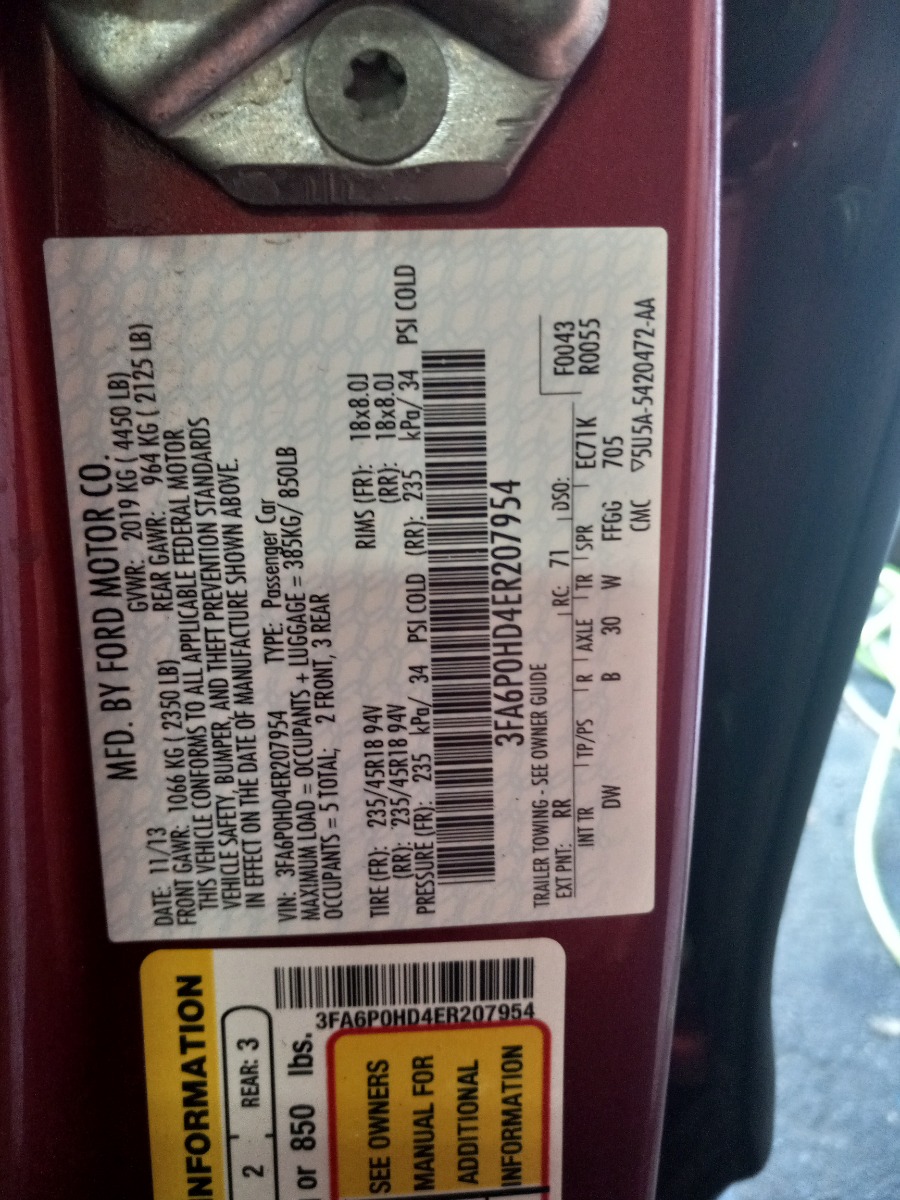 MFD. BY FORD MOTOR CO.
DATE: 11/13 GVWR: 2019 KG ( 4450 LB)
FRONT GAWR: 1066 KG ( 2350 LB) REAR GAWR: 964 KG ( 2125 LB)
THIS VEHICLE CONFORMS TO ALL APPLICABLE FEDERAL MOTOR
VEHICLE SAFETY, BUMPER, AND THEFT PREVENTION STANDARDS
IN EFFECT ON THE DATE OF MANUFACTURE SHOWN ABOVE.
VIN: 3FA6P0HD4ER207954 TYPE: Passenger Car
MAXIMUM LOAD = OCCUPANTS + LUGGAGE = 385KG/ 850LB
OCCUPANTS = 5 TOTAL; 2 FRONT, 3 REAR
TIRE (FR): 235/45R18 94V RIMS (FR): 18x8.0J
(RR): 235/45R18 94V (RR): 18x8.0J
PRESSURE (FR): 235 kPa/ 34 PSI COLD (RR): 235 kPa/ 34 PSI COLD
3FA6P0HD4ER207954
TRAILER TOWING - SEE OWNER GUIDE
EXT PNT: RR RC: 71 DSO: F0043
INT TR TP/PS R AXLE TR SPR EC71K R0055
DW B 30 W FFGG 705
CMC ▽5U5A-5420472-AA
INFORMATION
2 REAR: 3
or 850 lbs.
3FA6P0HD4ER207954
SEE OWNERS
MANUAL FOR
ADDITIONAL
INFORMATION